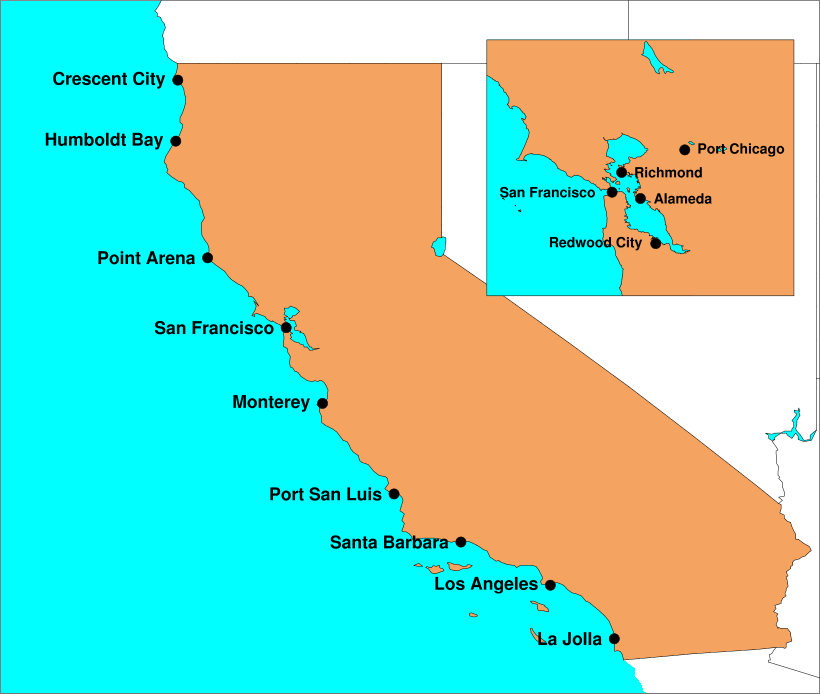 Crescent City
Humboldt Bay
Point Arena
San Francisco
Monterey
Port San Luis
Santa Barbara
Los Angeles
La Jolla
Port Chicago
Richmond
San Francisco
Alameda
Redwood City